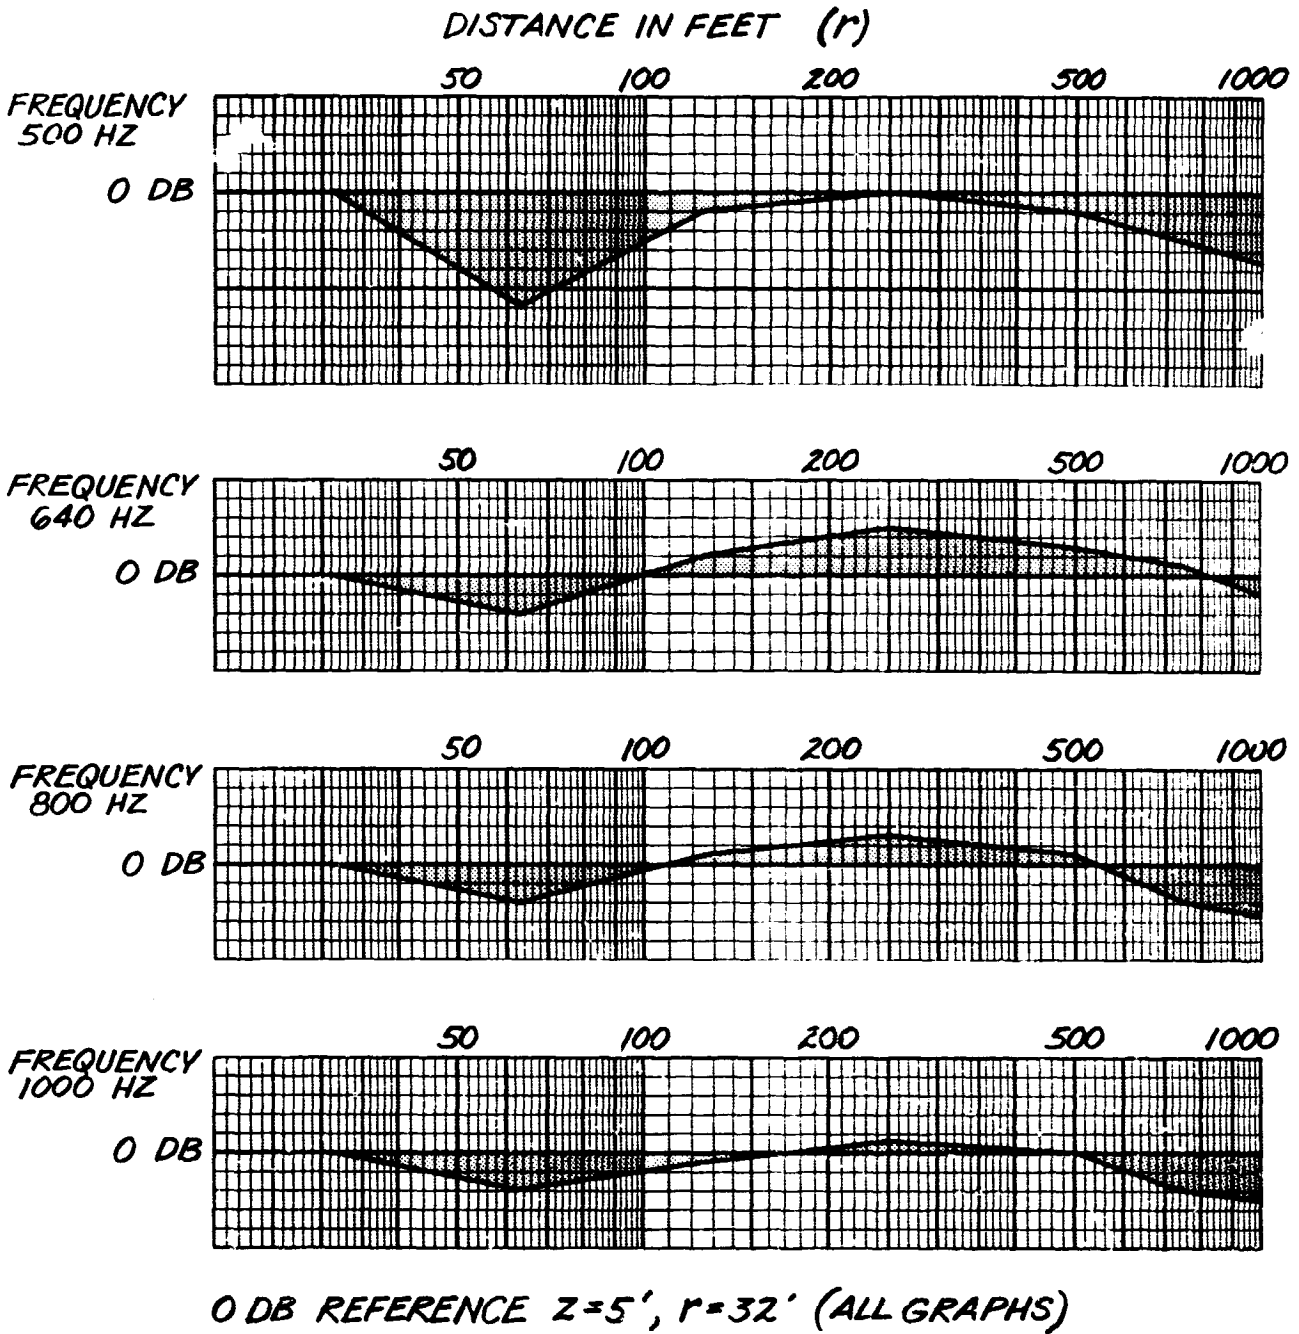 DISTANCE IN FEET (r)
50 100 200 500 1000
FREQUENCY
500 HZ
0 DB
50 100 200 500 1000
FREQUENCY
640 HZ
0 DB
50 100 200 500 1000
FREQUENCY
800 HZ
0 DB
50 100 200 500 1000
FREQUENCY
1000 HZ
0 DB
0 DB REFERENCE Z=5', r=32' (ALL GRAPHS)